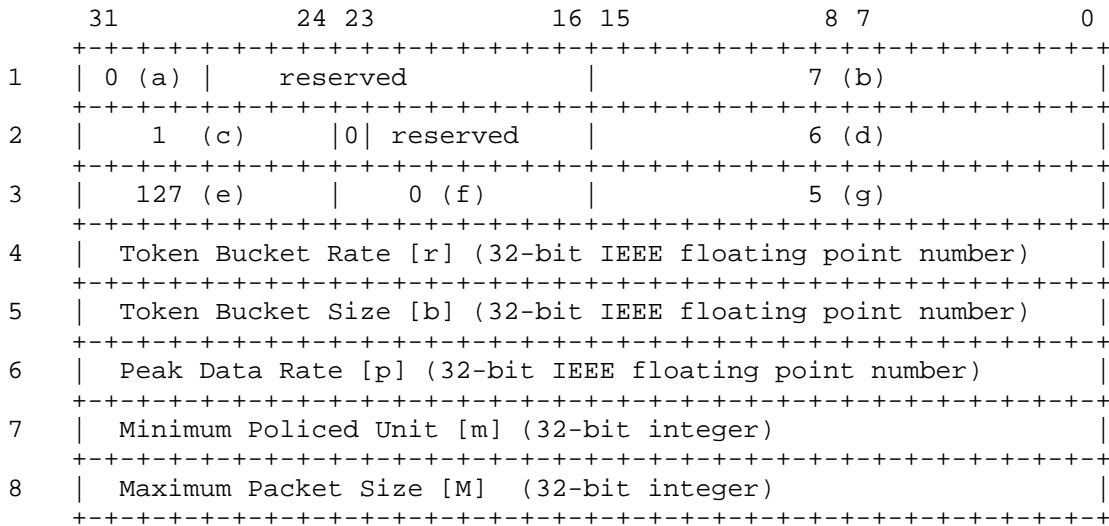 31 24 23 16 15 8 7 0
+-+-+-+-+-+-+-+-+-+-+-+-+-+-+-+-+-+-+-+-+-+-+-+-+-+-+-+-+-+-+-+-+
1 | 0 (a) | reserved | 7 (b) |
+-+-+-+-+-+-+-+-+-+-+-+-+-+-+-+-+-+-+-+-+-+-+-+-+-+-+-+-+-+-+-+-+
2 | 1 (c) |0| reserved | 6 (d) |
+-+-+-+-+-+-+-+-+-+-+-+-+-+-+-+-+-+-+-+-+-+-+-+-+-+-+-+-+-+-+-+-+
3 | 127 (e) | 0 (f) | 5 (g) |
+-+-+-+-+-+-+-+-+-+-+-+-+-+-+-+-+-+-+-+-+-+-+-+-+-+-+-+-+-+-+-+-+
4 | Token Bucket Rate [r] (32-bit IEEE floating point number) |
+-+-+-+-+-+-+-+-+-+-+-+-+-+-+-+-+-+-+-+-+-+-+-+-+-+-+-+-+-+-+-+-+
5 | Token Bucket Size [b] (32-bit IEEE floating point number) |
+-+-+-+-+-+-+-+-+-+-+-+-+-+-+-+-+-+-+-+-+-+-+-+-+-+-+-+-+-+-+-+-+
6 | Peak Data Rate [p] (32-bit IEEE floating point number) |
+-+-+-+-+-+-+-+-+-+-+-+-+-+-+-+-+-+-+-+-+-+-+-+-+-+-+-+-+-+-+-+-+
7 | Minimum Policed Unit [m] (32-bit integer) |
+-+-+-+-+-+-+-+-+-+-+-+-+-+-+-+-+-+-+-+-+-+-+-+-+-+-+-+-+-+-+-+-+
8 | Maximum Packet Size [M] (32-bit integer) |
+-+-+-+-+-+-+-+-+-+-+-+-+-+-+-+-+-+-+-+-+-+-+-+-+-+-+-+-+-+-+-+-+